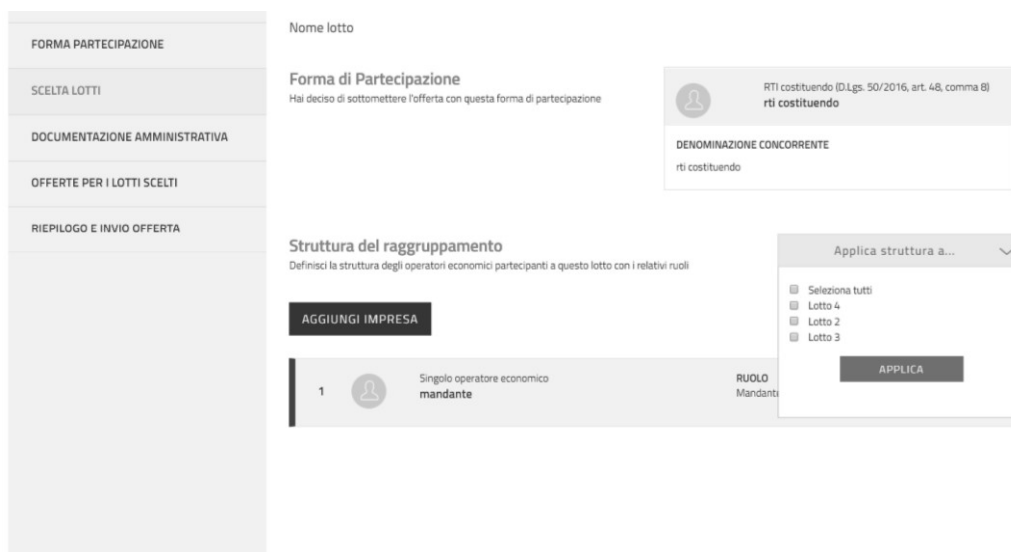 FORMA PARTECIPAZIONE
SCELTA LOTTI
DOCUMENTAZIONE AMMINISTRATIVA
OFFERTE PER I LOTTI SCELTI
RIEPILOGO E INVIO OFFERTA
Nome lotto
Forma di Partecipazione
Hai deciso di sottomettere l'offerta con questa forma di partecipazione
RTI costituendo (D.Lgs. 50/2016, art. 48, comma 8)
rti costituendo
DENOMINAZIONE CONCORRENTE
rti costituendo
Struttura del raggruppamento
Definisci la struttura degli operatori economici partecipanti a questo lotto con i relativi ruoli
Applica struttura a...
Seleziona tutti
Lotto 4
Lotto 2
Lotto 3
APPLICA
AGGIUNGI IMPRESA
1
Singolo operatore economico
mandante
RUOLO
Mandante